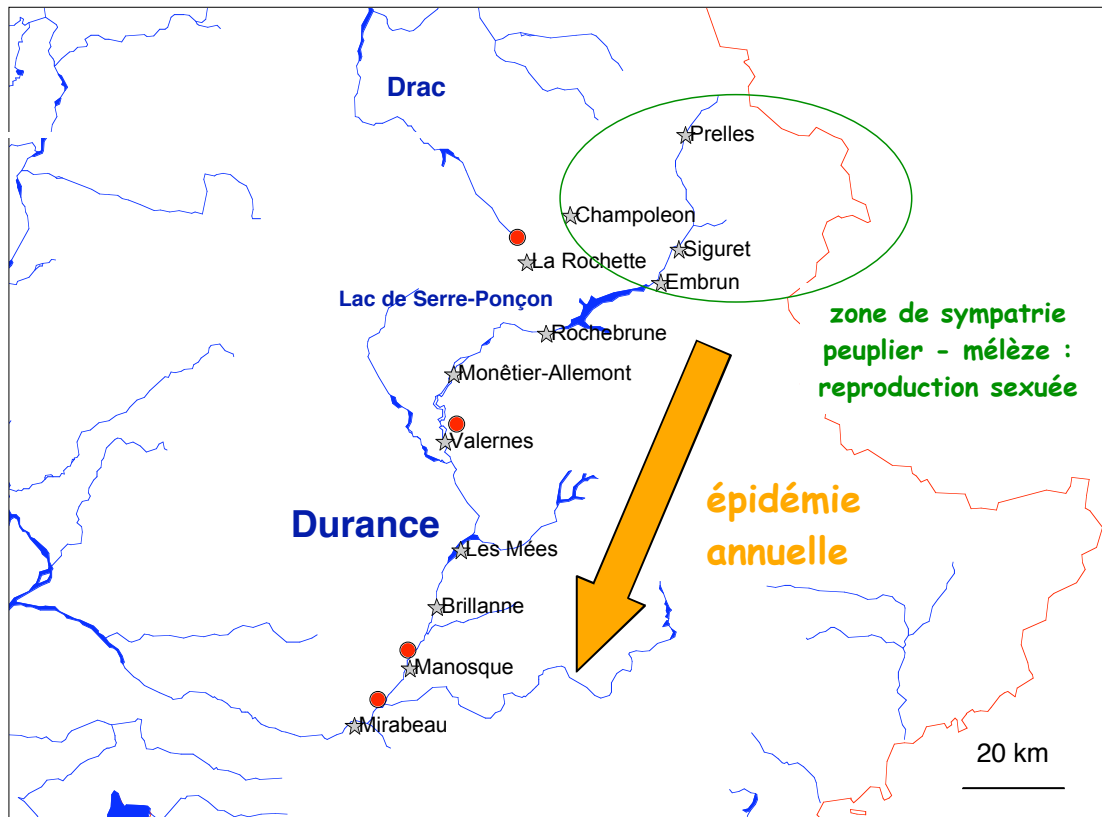 Drac
Prelles
Champoleon
Siguret
La Rochette
Embrun
Lac de Serre-Ponçon
Rochebrune
zone de sympatrie
peuplier - mélèze :
reproduction sexuée
Monêtier-Allemont
Valernes
épidémie
annuelle
Durance
Les Mées
Brillanne
Manosque
Mirabeau
20 km